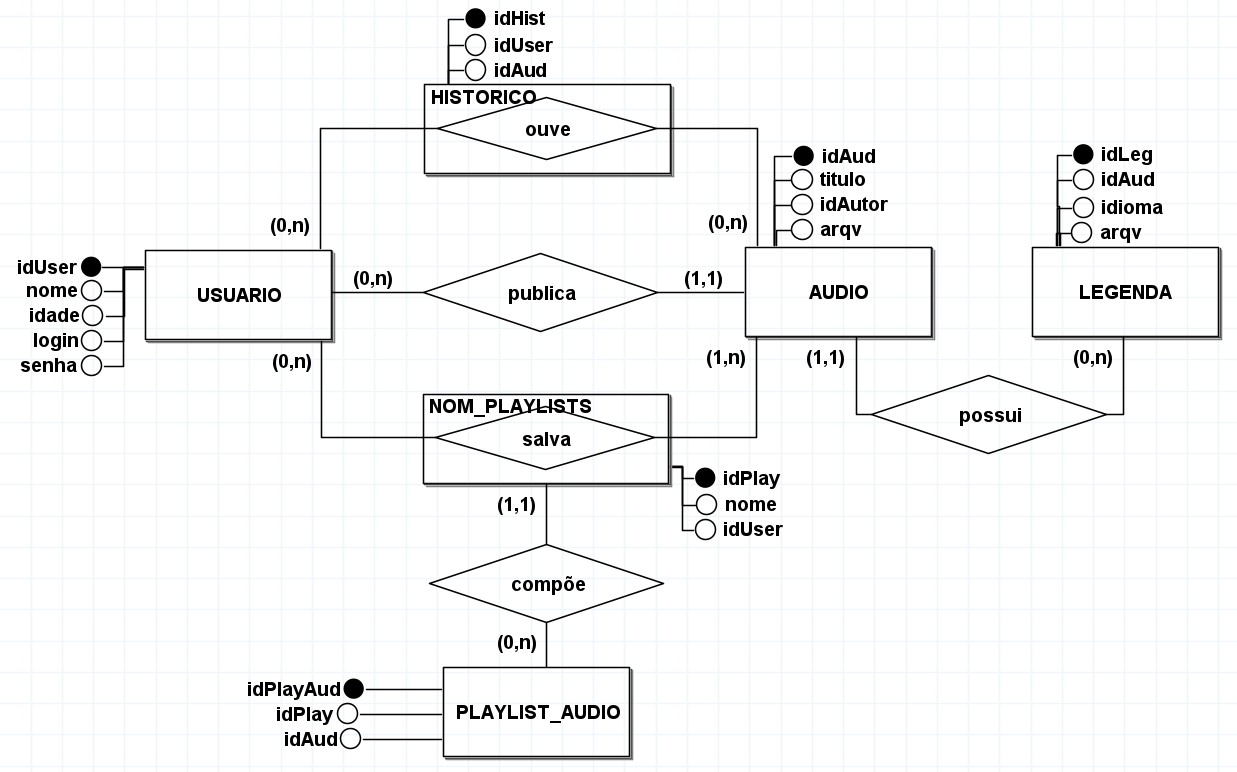 idHist
idUser
idAud
HISTORICO
ouve
idAud
titulo
idAutor
arqv
idLeg
idAud
idioma
arqv
(0,n)
(0,n)
idUser
nome
idade
login
senha
USUARIO
(0,n)
publica
(1,1)
AUDIO
LEGENDA
(0,n)
(1,n)
(1,1)
(0,n)
NOM_PLAYLISTS
salva
possui
idPlay
nome
idUser
(1,1)
compõe
(0,n)
idPlayAud
idPlay
idAud
PLAYLIST_AUDIO